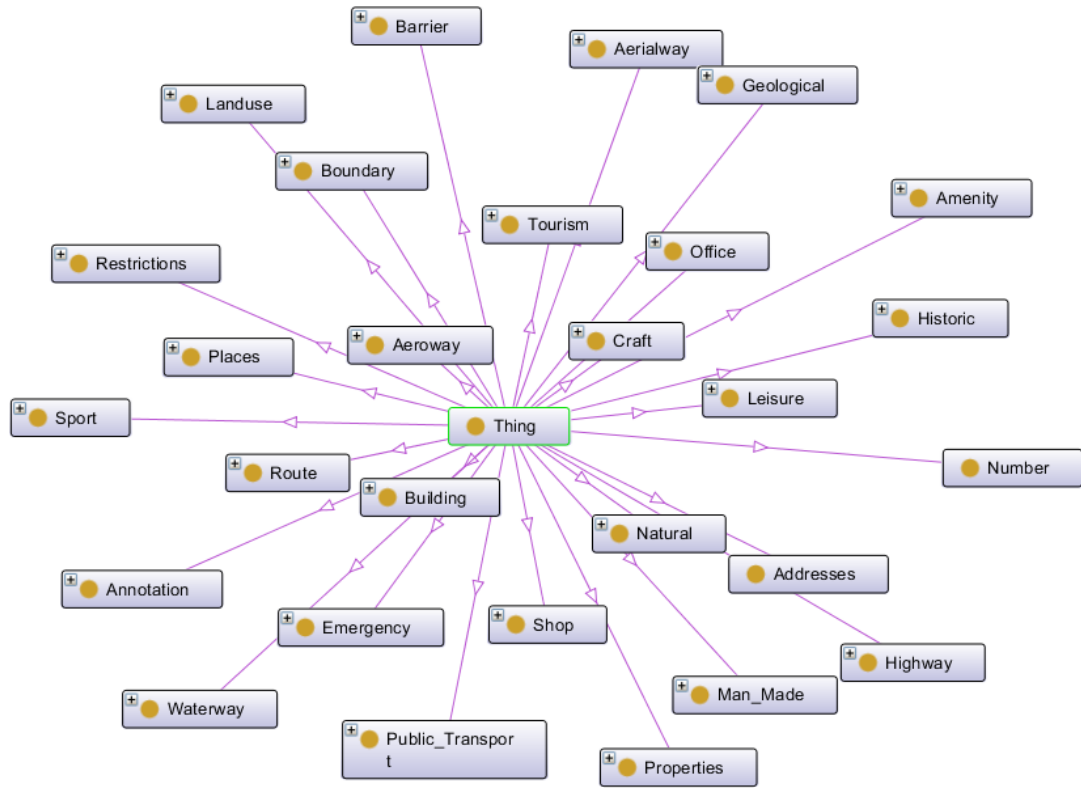 Barrier
Aerialway
Geological
Landuse
Boundary
Amenity
Tourism
Office
Restrictions
Historic
Aeroway
Craft
Places
Leisure
Sport
Thing
Route
Number
Building
Natural
Annotation
Addresses
Emergency
Shop
Highway
Waterway
Man_Made
Public_Transpor
t
Properties